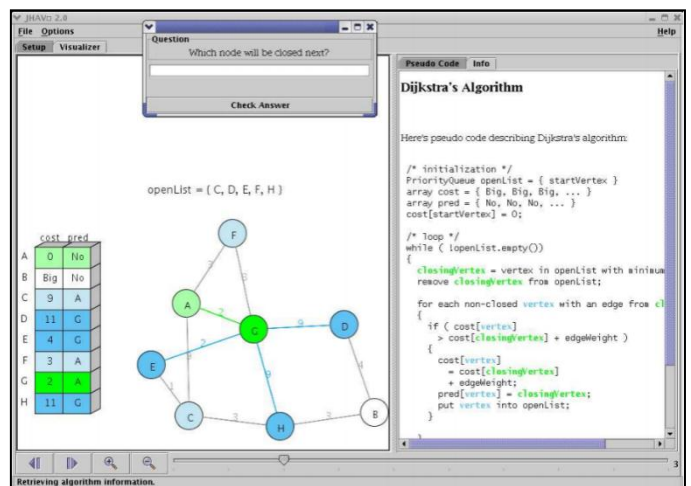 JHAVÉ 2.0
File Options Help
Setup Visualizer
Question
Which node will be closed next?
Check Answer
Pseudo Code Info
Dijkstra's Algorithm
Here's pseudo code describing Dijkstra's algorithm:
/* initialization */
PriorityQueue openList = { startVertex }
array cost = { Big, Big, Big, ... }
array pred = { No, No, No, ... }
cost[startVertex] = 0;
/* loop */
while ( !openList.empty())
{
closingVertex = vertex in openList with minimum
remove closingVertex from openList;
for each non-closed vertex with an edge from cl
{
if ( cost[vertex]
> cost[closingVertex] + edgeWeight )
{
cost[vertex]
= cost[closingVertex]
+ edgeWeight;
pred[vertex] = closingVertex;
put vertex into openList;
}
}
openList = { C, D, E, F, H }
cost pred
A 0 No
B Big No
C 9 A
D 11 G
E 4 G
F 3 A
G 2 A
H 11 G
F
3
A
2
G
9
D
2
9
4
E
1
C
3
H
3
B
3
Retrieving algorithm information.